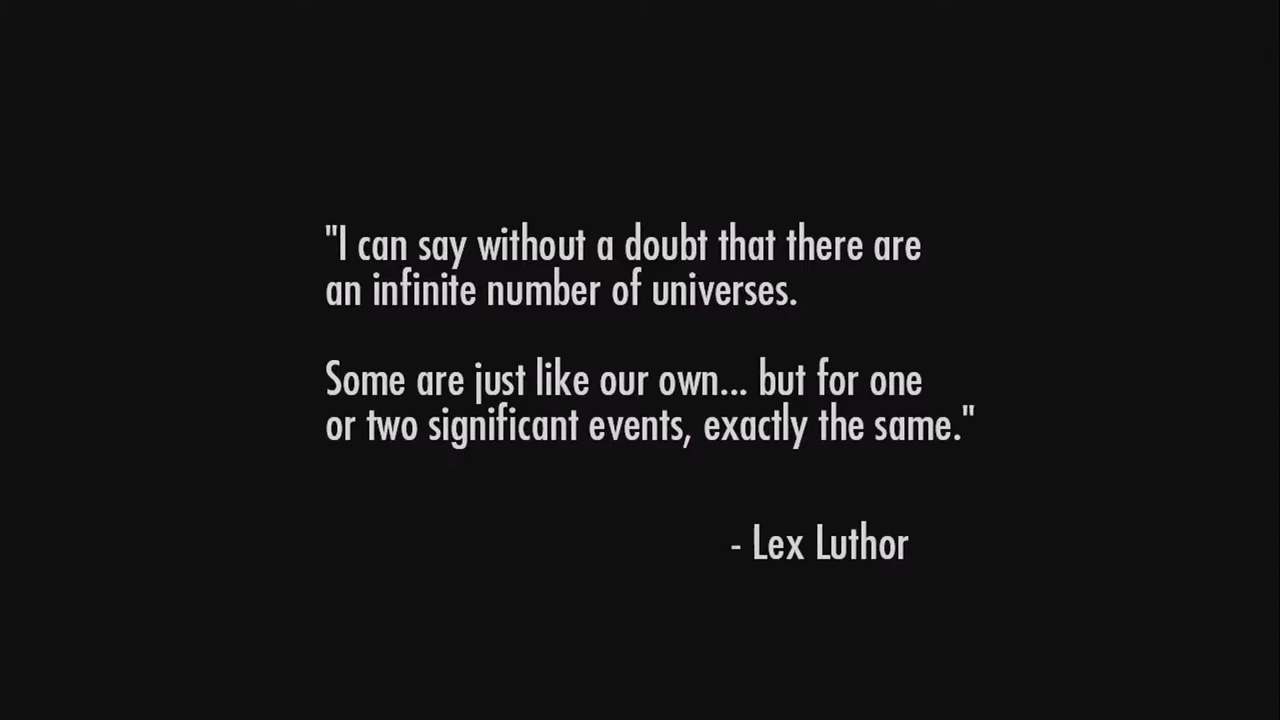 "I can say without a doubt that there are
an infinite number of universes.
Some are just like our own... but for one
or two significant events, exactly the same."
- Lex Luthor